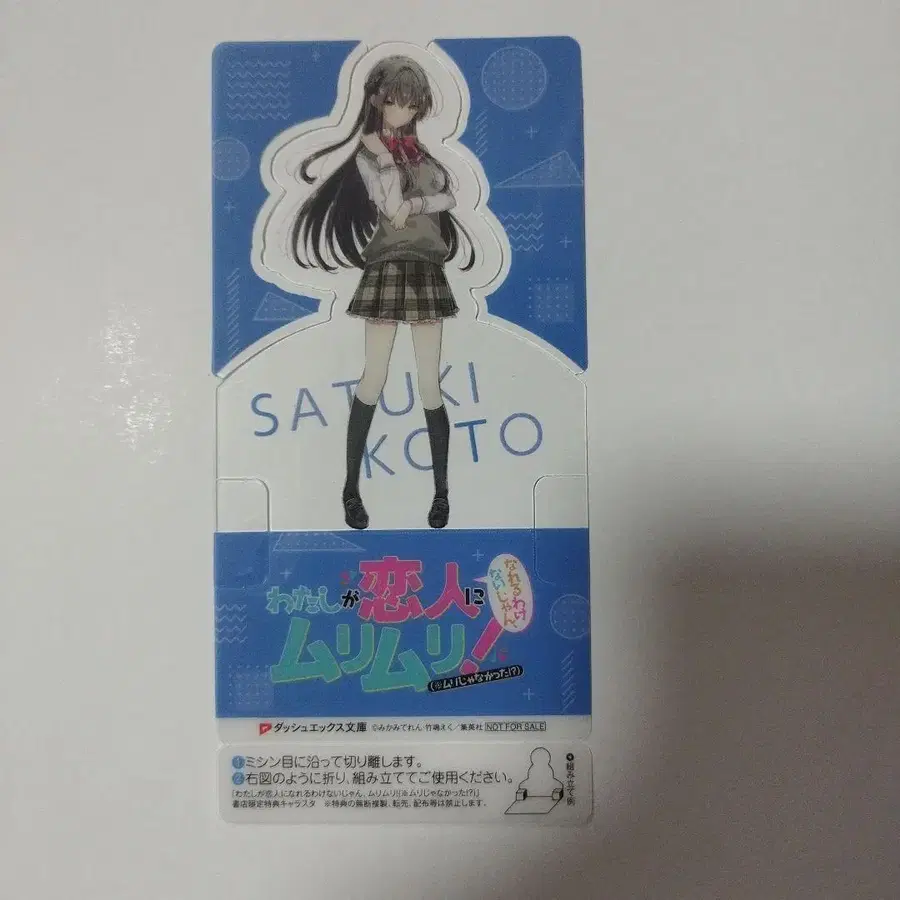 SATUKI
KOTO
わたしが恋人に
なれるわけ
ないじゃん、
ムリムリ!
(※ムリじゃなかった!?)
ダッシュエックス文庫 ©みかみてれん・竹嶋えく/集英社 NOT FOR SALE
①ミシン目に沿って切り離します。
②右図のように折り、組み立ててご使用ください。
「わたしが恋人になれるわけないじゃん、ムリムリ!(※ムリじゃなかった!?)」
書店限定特典キャラスタ ※特典の無断複製、転売、配布等は禁止します。
組み立て例